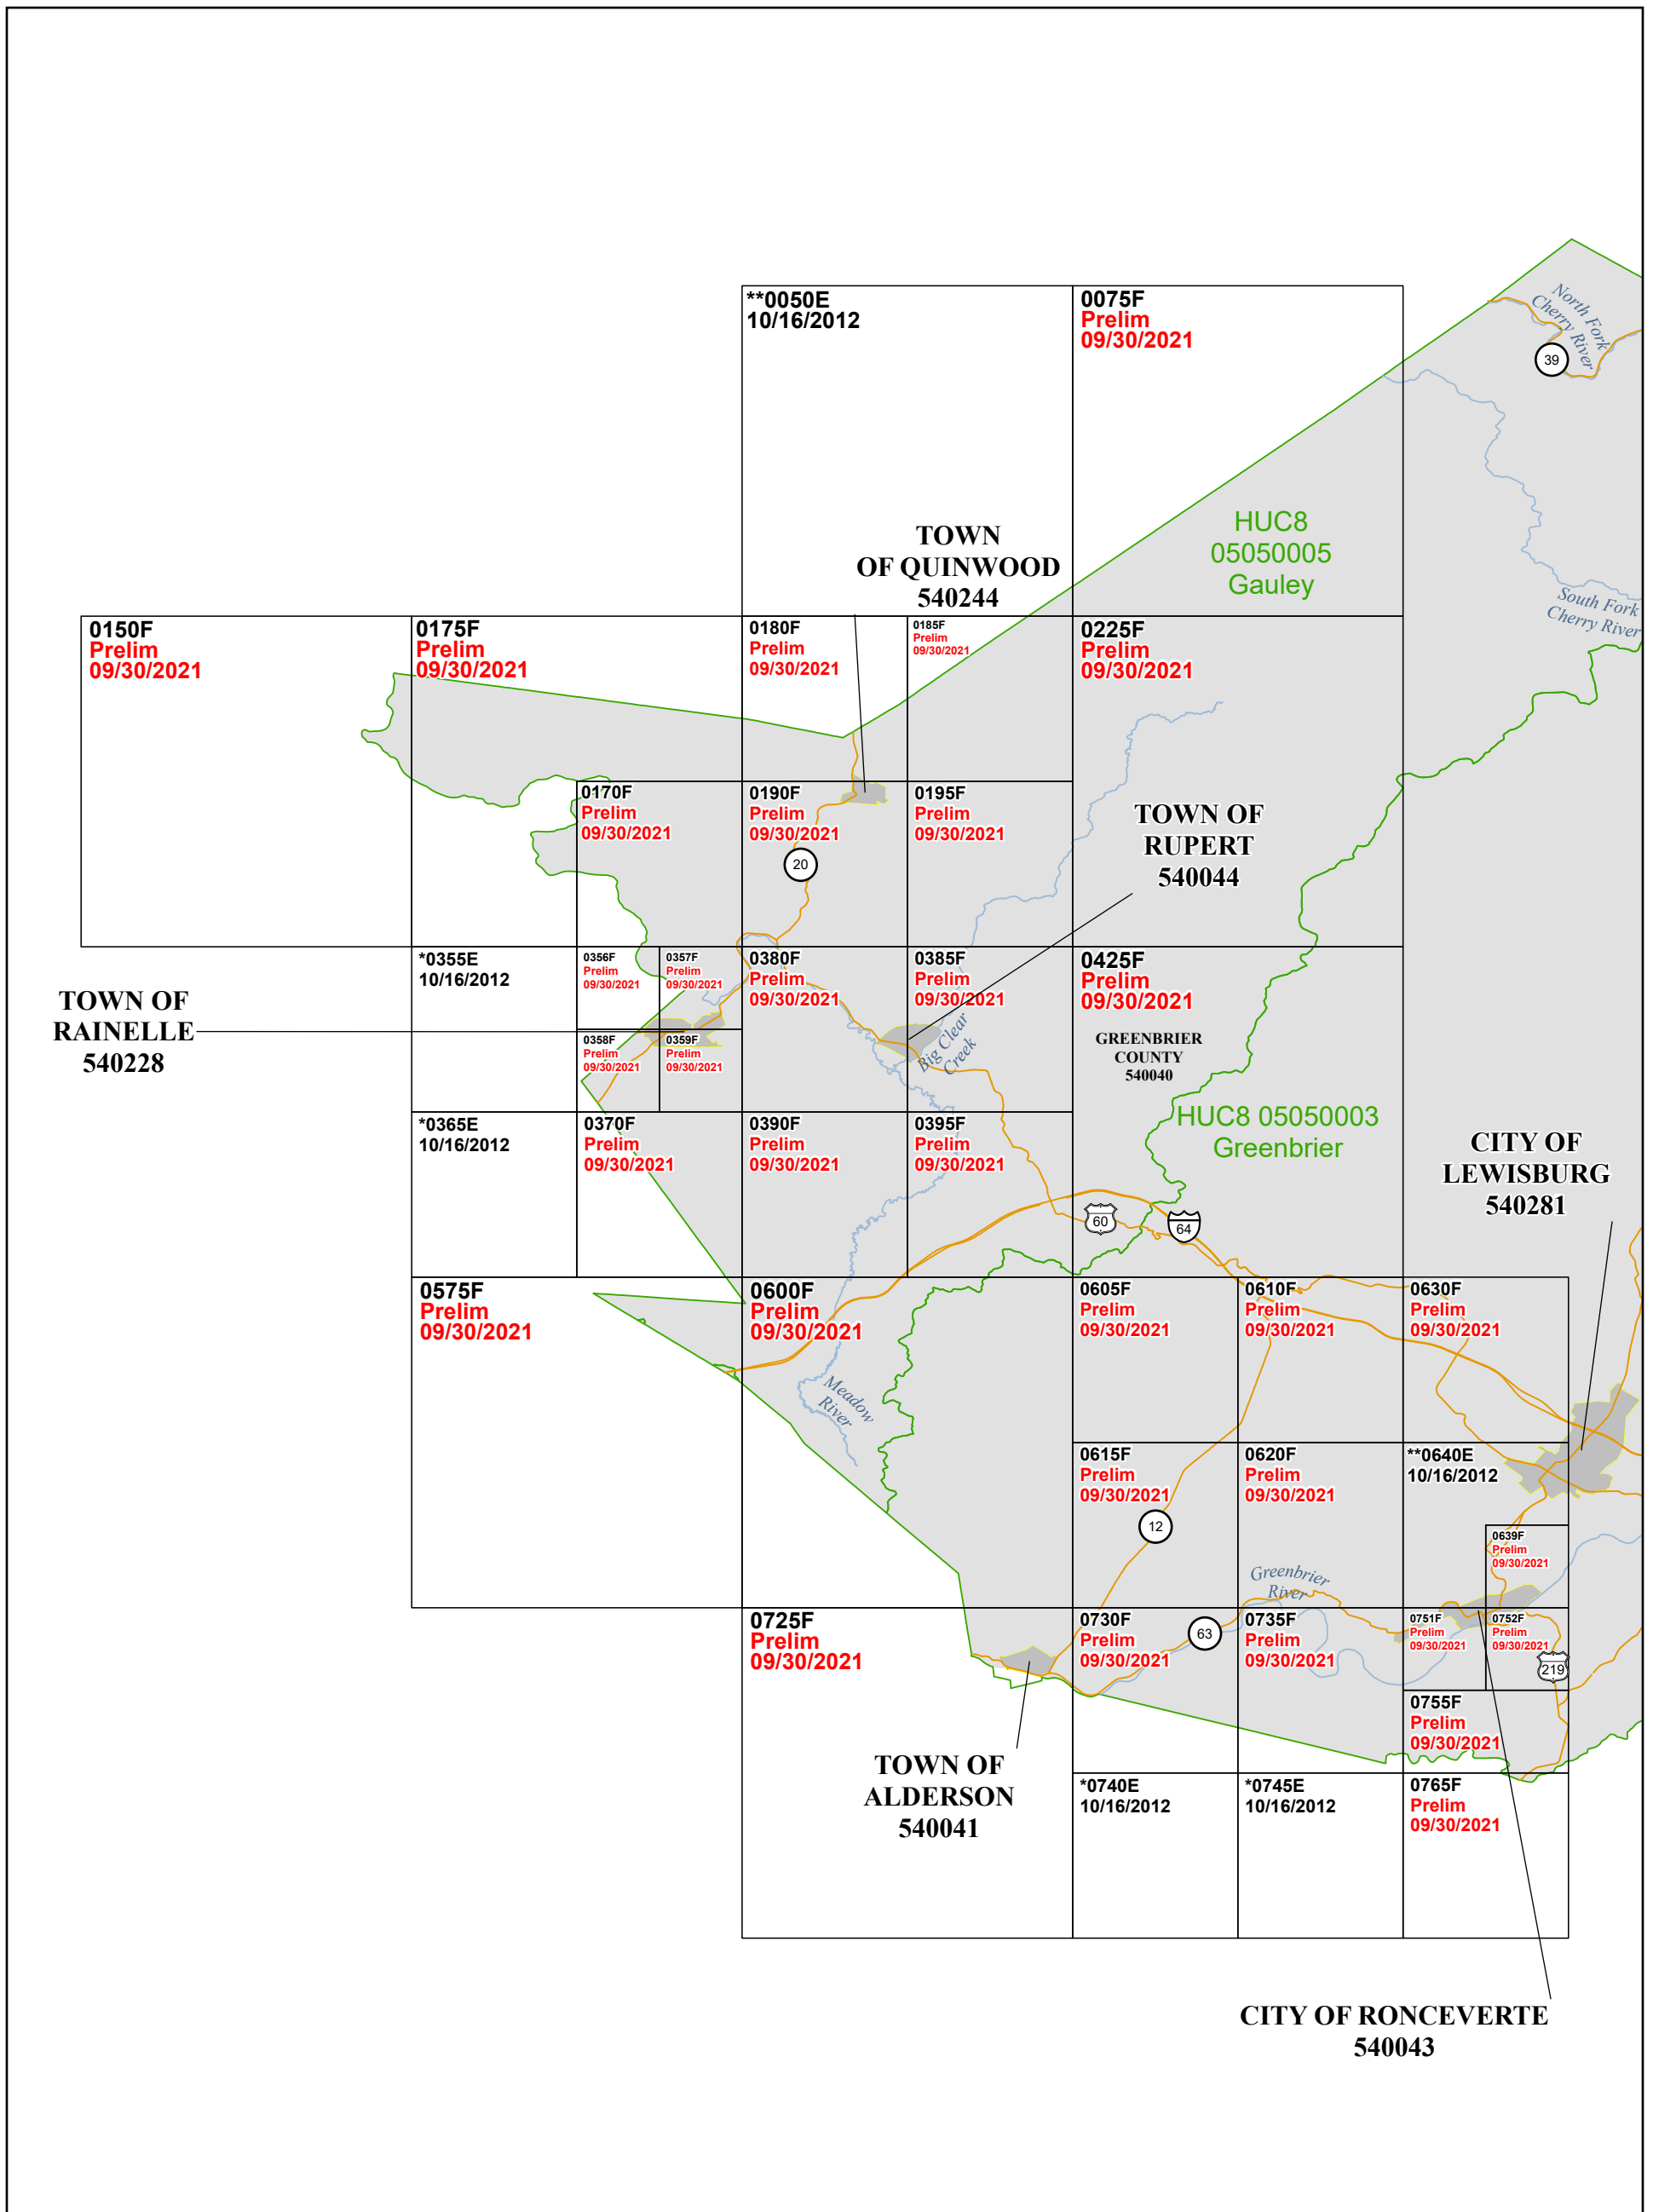 **0050E
10/16/2012
0075F
Prelim
09/30/2021
North Fork
Cherry River
39
HUC8
05050005
Gauley
TOWN
OF QUINWOOD
540244
South Fork
Cherry River
0150F
Prelim
09/30/2021
0175F
Prelim
09/30/2021
0180F
Prelim
09/30/2021
0185F
Prelim
09/30/2021
0225F
Prelim
09/30/2021
0170F
Prelim
09/30/2021
0190F
Prelim
09/30/2021
20
0195F
Prelim
09/30/2021
TOWN OF
RUPERT
540044
*0355E
10/16/2012
0356F
Prelim
09/30/2021
0357F
Prelim
09/30/2021
0380F
Prelim
09/30/2021
0385F
Prelim
09/30/2021
0425F
Prelim
09/30/2021
TOWN OF
RAINELLE
540228
0358F
Prelim
09/30/2021
0359F
Prelim
09/30/2021
Big Clear
Creek
GREENBRIER
COUNTY
540040
*0365E
10/16/2012
0370F
Prelim
09/30/2021
0390F
Prelim
09/30/2021
0395F
Prelim
09/30/2021
HUC8 05050003
Greenbrier
CITY OF
LEWISBURG
540281
60
64
0575F
Prelim
09/30/2021
0600F
Prelim
09/30/2021
0605F
Prelim
09/30/2021
0610F
Prelim
09/30/2021
0630F
Prelim
09/30/2021
Meadow
River
0615F
Prelim
09/30/2021
12
0620F
Prelim
09/30/2021
**0640E
10/16/2012
0639F
Prelim
09/30/2021
Greenbrier
River
0725F
Prelim
09/30/2021
0730F
Prelim
09/30/2021
63
0735F
Prelim
09/30/2021
0751F
Prelim
09/30/2021
0752F
Prelim
09/30/2021
219
0755F
Prelim
09/30/2021
TOWN OF
ALDERSON
540041
*0740E
10/16/2012
*0745E
10/16/2012
0765F
Prelim
09/30/2021
CITY OF RONCEVERTE
540043